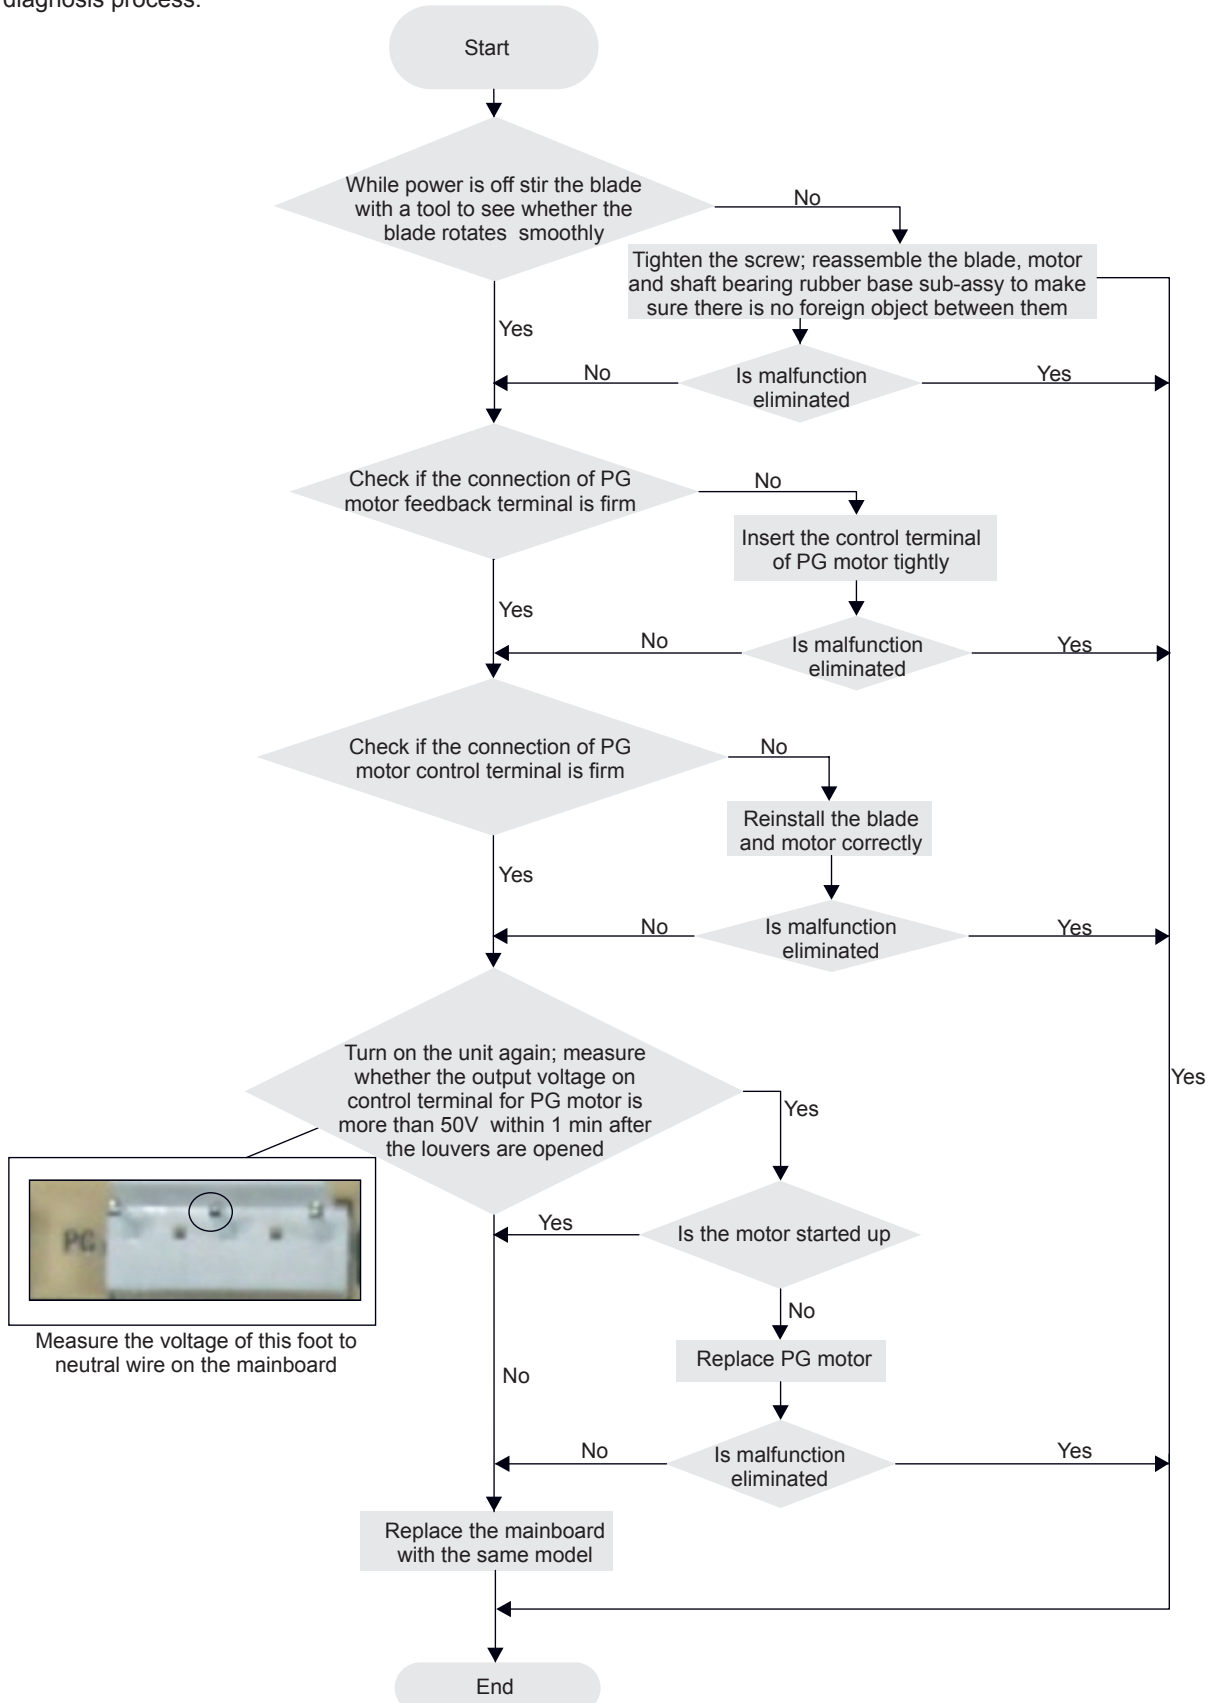 diagnosis process:
Start
While power is off stir the blade
with a tool to see whether the
blade rotates smoothly
No
Tighten the screw; reassemble the blade, motor
and shaft bearing rubber base sub-assy to make
sure there is no foreign object between them
Yes
No
Is malfunction
eliminated
Yes
Check if the connection of PG
motor feedback terminal is firm
No
Insert the control terminal
of PG motor tightly
Yes
No
Is malfunction
eliminated
Yes
Check if the connection of PG
motor control terminal is firm
No
Reinstall the blade
and motor correctly
Yes
No
Is malfunction
eliminated
Yes
Turn on the unit again; measure
whether the output voltage on
control terminal for PG motor is
more than 50V within 1 min after
the louvers are opened
Yes
Yes
PG
Measure the voltage of this foot to
neutral wire on the mainboard
Yes
Is the motor started up
No
Replace PG motor
No
No
Is malfunction
eliminated
Yes
Replace the mainboard
with the same model
End